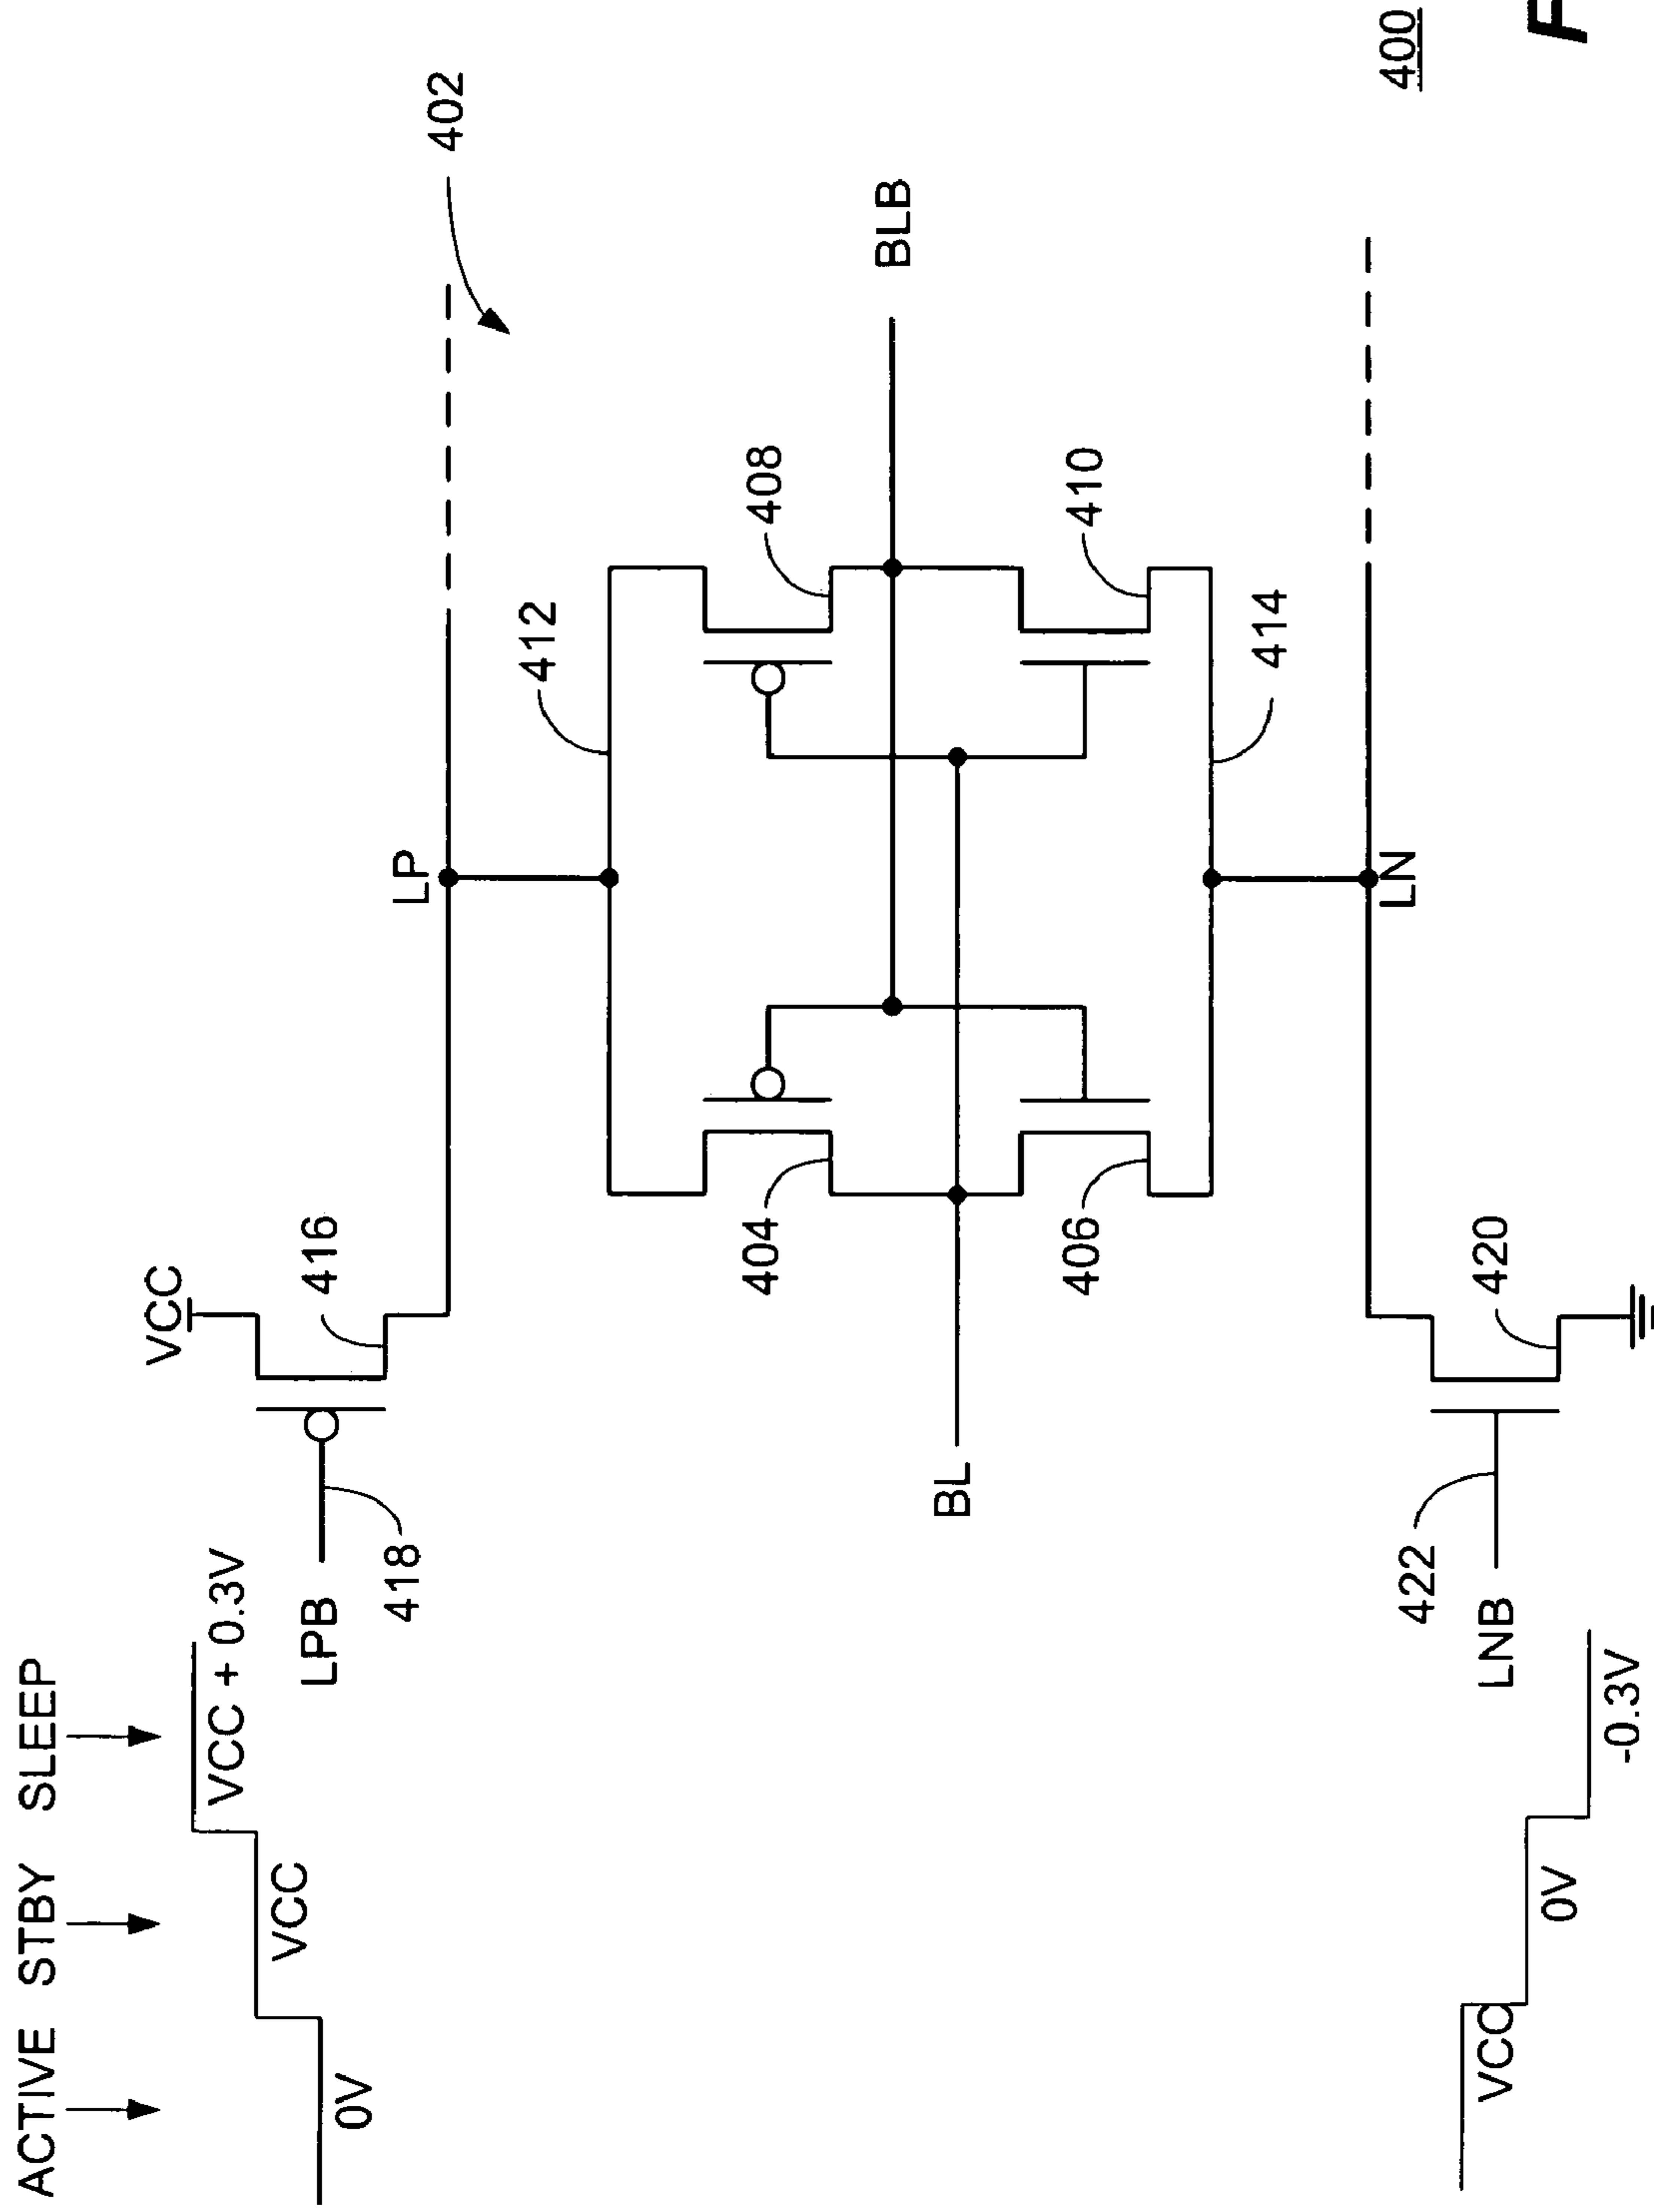 ACTIVE STBY SLEEP
VCC + 0.3V
VCC
0V
LPB
418
VCC
416
LP
402
412
404
408
BL
BLB
406
410
414
LN
LNB
422
420
VCC
0V
-0.3V
400
F